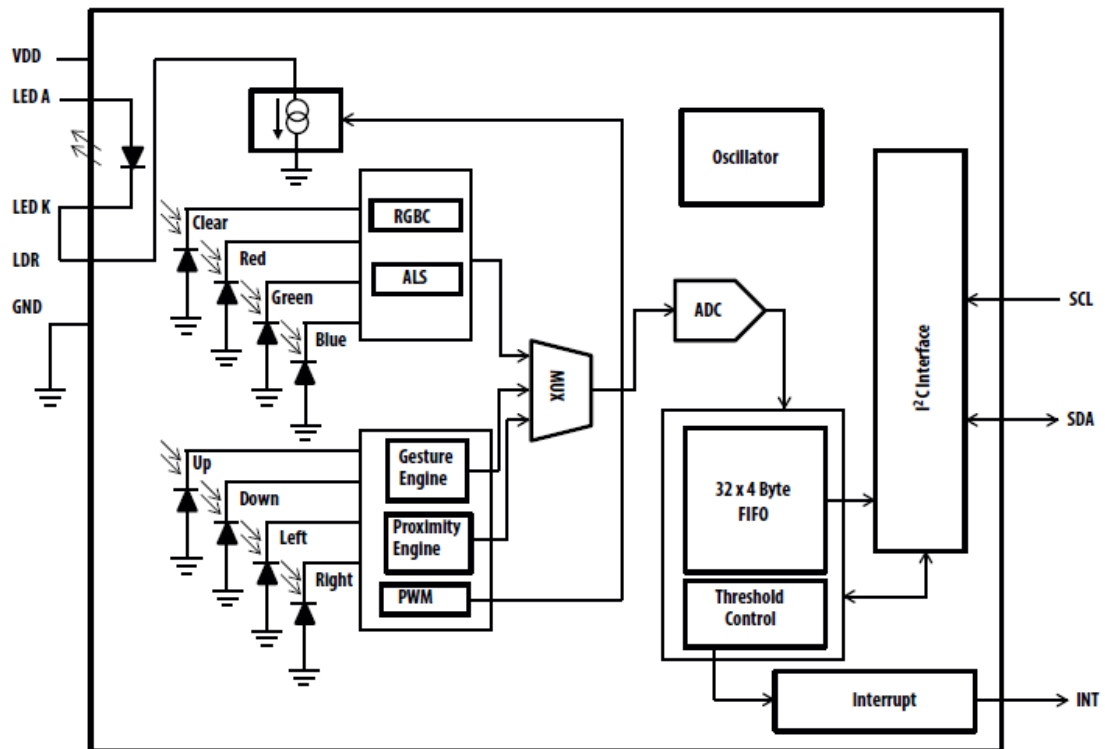 VDD
LED A
LED K
LDR
GND
Oscillator
RGBC
ALS
Clear
Red
Green
Blue
MUX
ADC
I²C Interface
SCL
SDA
Up
Down
Left
Right
Gesture
Engine
Proximity
Engine
PWM
32 x 4 Byte
FIFO
Threshold
Control
Interrupt
INT